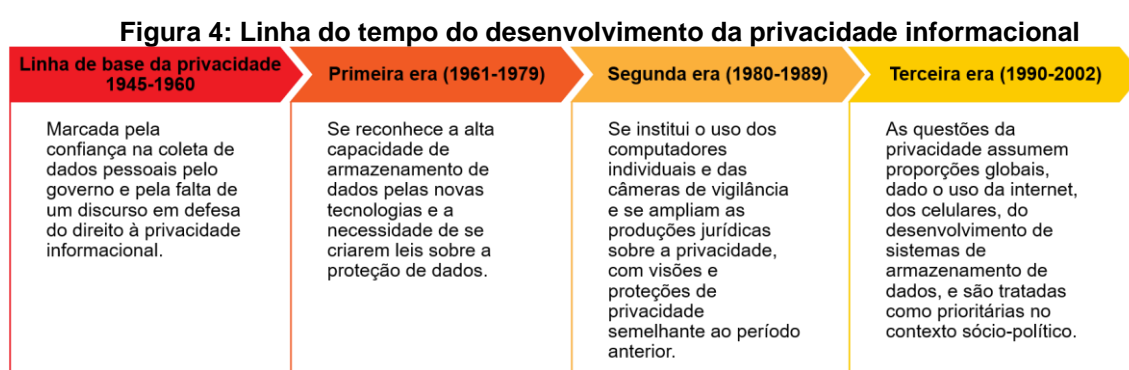 Figura 4: Linha do tempo do desenvolvimento da privacidade informacional
Linha de base da privacidade
1945-1960
Marcada pela
confiança na coleta de
dados pessoais pelo
governo e pela falta de
um discurso em defesa
do direito à privacidade
informacional.
Primeira era (1961-1979)
Se reconhece a alta
capacidade de
armazenamento de
dados pelas novas
tecnologias e a
necessidade de se
criarem leis sobre a
proteção de dados.
Segunda era (1980-1989)
Se institui o uso dos
computadores
individuais e das
câmeras de vigilância
e se ampliam as
produções jurídicas
sobre a privacidade,
com visões e
proteções de
privacidade
semelhante ao período
anterior.
Terceira era (1990-2002)
As questões da
privacidade assumem
proporções globais,
dado o uso da internet,
dos celulares, do
desenvolvimento de
sistemas de
armazenamento de
dados, e são tratadas
como prioritárias no
contexto sócio-político.